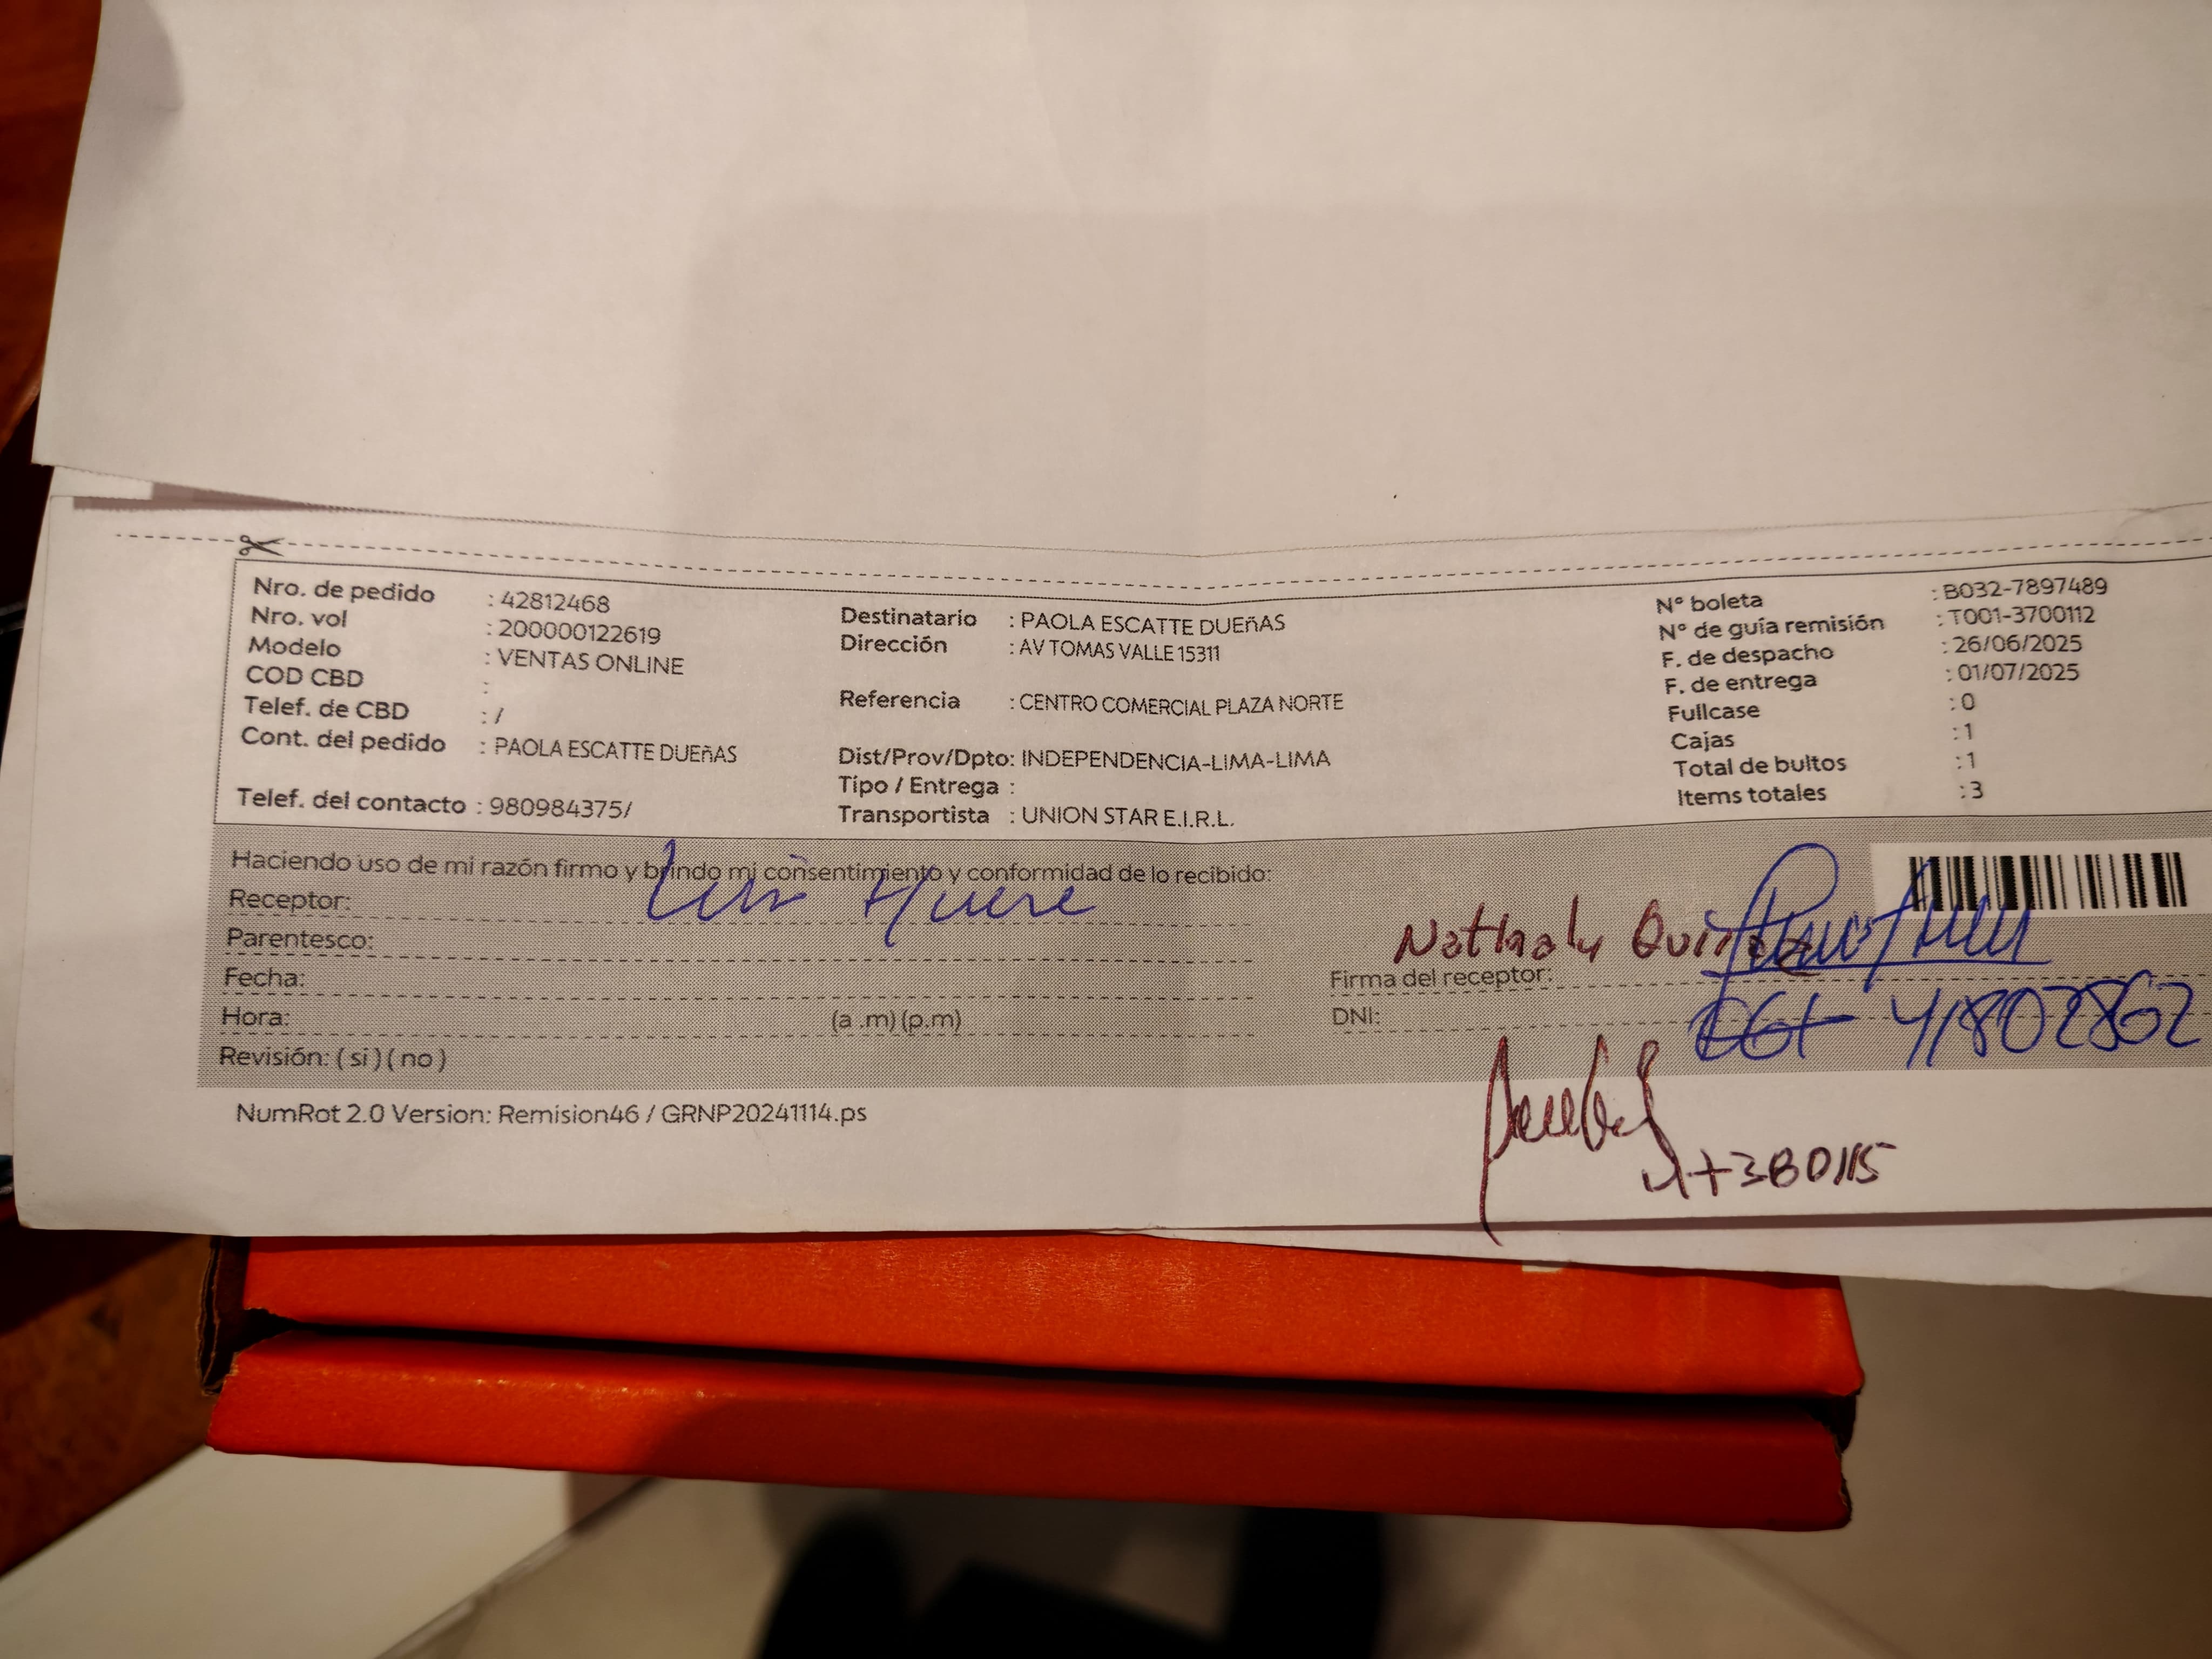 Nro. de pedido : 42812468
Nro. vol : 200000122619
Modelo : VENTAS ONLINE
COD CBD :
Telef. de CBD : /
Cont. del pedido : PAOLA ESCATTE DUEñAS
Telef. del contacto : 980984375/
Destinatario : PAOLA ESCATTE DUEñAS
Dirección : AV TOMAS VALLE 15311
Referencia : CENTRO COMERCIAL PLAZA NORTE
Dist/Prov/Dpto: INDEPENDENCIA-LIMA-LIMA
Tipo / Entrega :
Transportista : UNION STAR E.I.R.L.
N° boleta : B032-7897489
N° de guía remisión : T001-3700112
F. de despacho : 26/06/2025
F. de entrega : 01/07/2025
Fullcase : 0
Cajas : 1
Total de bultos : 1
Items totales : 3
Haciendo uso de mi razón firmo y brindo mi consentimiento y conformidad de lo recibido:
Receptor:
Parentesco:
Fecha:
Hora: (a .m) (p.m)
Revisión: ( si ) ( no )
Nathaly
Firma del receptor:
DNI: 41802862
NumRot 2.0 Version: Remision46 / GRNP20241114.ps